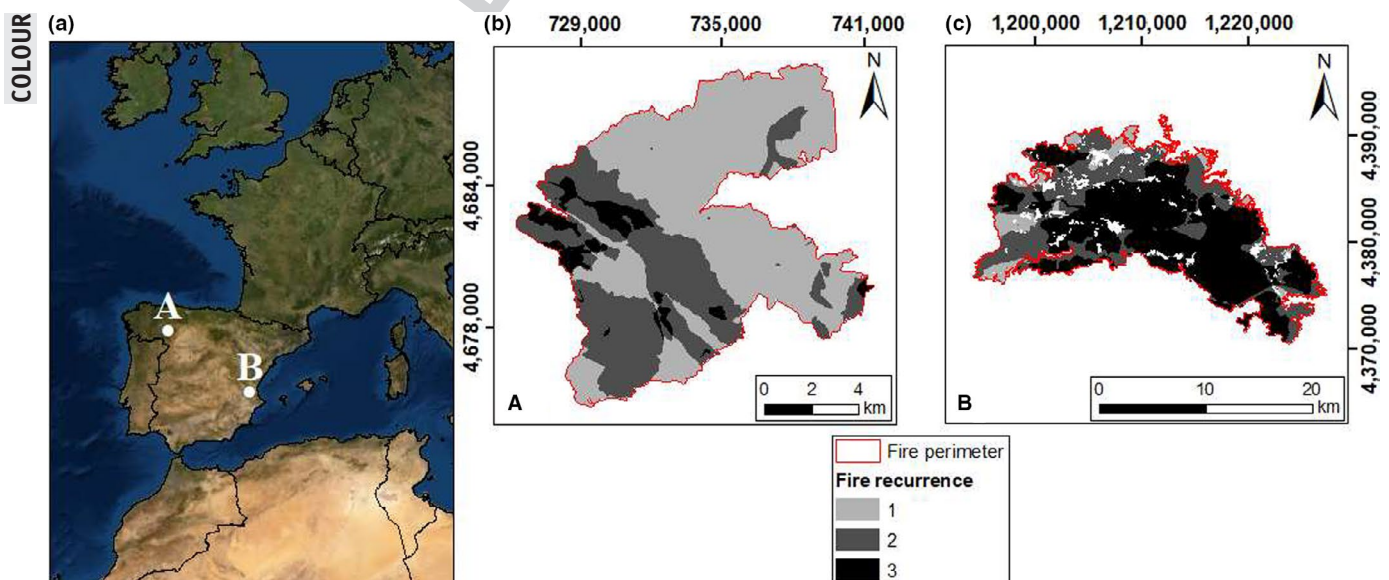 COLOUR
(a)
A
B
(b)
729,000 735,000 741,000
N
4,684,000
4,678,000
A
0 2 4
km
(c)
1,200,000 1,210,000 1,220,000
N
4,390,000
4,380,000
4,370,000
B
0 10 20
km
Fire perimeter
Fire recurrence
1
2
3